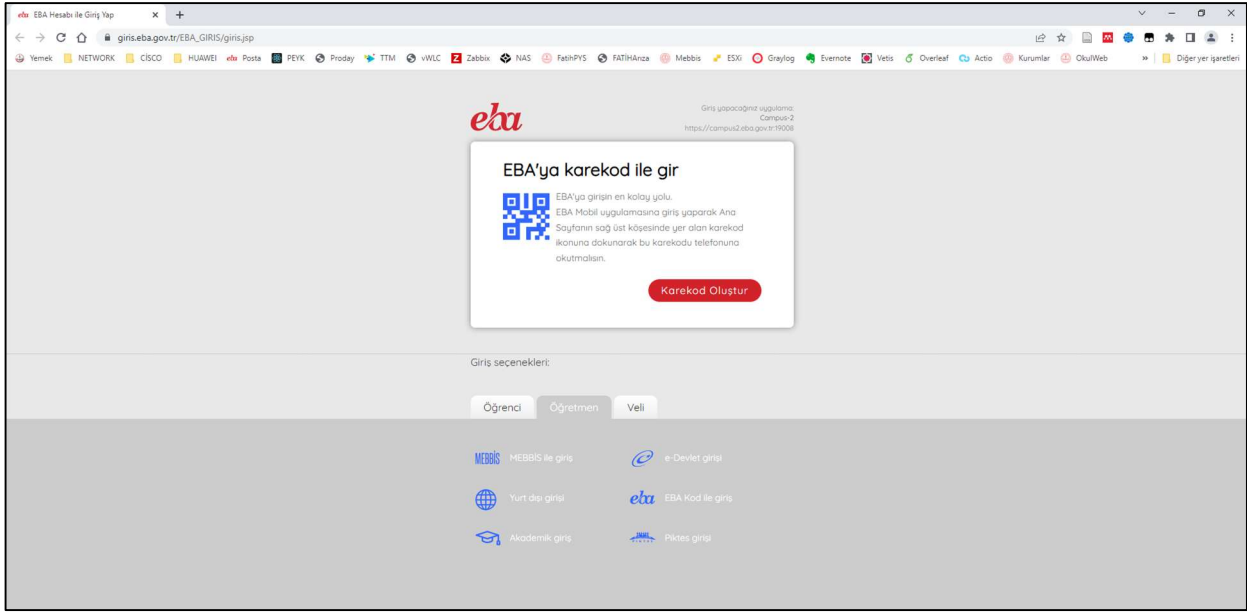 eba EBA Hesabı ile Giriş Yap
giris.eba.gov.tr/EBA_GIRIS/giris.jsp
Yemek NETWORK CİSCO HUAWEI eba Posta PEYK Proday TTM vWLC Z Zabbix NAS FatihPYS FATİHArıza Mebbis ESXi Graylog Evernote Vetis Overleaf Actio Kurumlar OkulWeb » Diğer yer işaretleri
eba
Giriş yapacağınız uygulama:
Campus-2
https://campus2.eba.gov.tr:19008
EBA'ya karekod ile gir
EBA'ya girişin en kolay yolu.
EBA Mobil uygulamasına giriş yaparak Ana
Sayfanın sağ üst köşesinde yer alan karekod
ikonuna dokunarak bu karekodu telefonuna
okutmalısın.
Karekod Oluştur
Giriş seçenekleri:
Öğrenci Öğretmen Veli
MEBBİS MEBBİS ile giriş e-Devlet girişi
Yurt dışı girişi eba EBA Kod ile giriş
Akademik giriş Piktes girişi